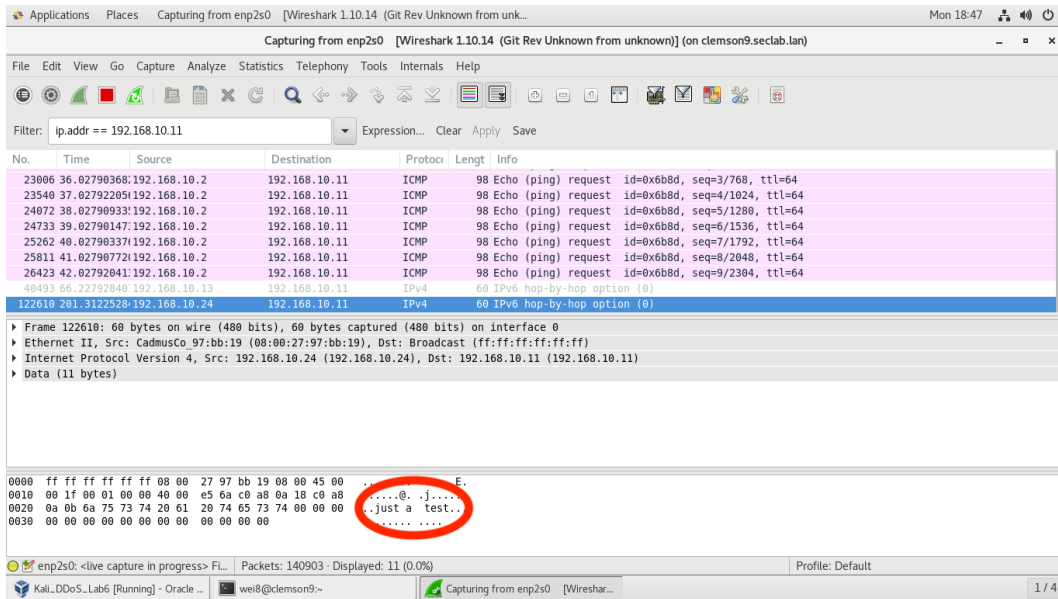 Applications Places Capturing from enp2s0 [Wireshark 1.10.14 (Git Rev Unknown from unk... Mon 18:47
Capturing from enp2s0 [Wireshark 1.10.14 (Git Rev Unknown from unknown)] (on clemson9.seclab.lan)
File Edit View Go Capture Analyze Statistics Telephony Tools Internals Help
Filter: ip.addr == 192.168.10.11 Expression... Clear Apply Save
No. Time Source Destination Protoco Lengt Info
23006 36.02790368 192.168.10.2 192.168.10.11 ICMP 98 Echo (ping) request id=0x6b8d, seq=3/768, ttl=64
23540 37.02792205 192.168.10.2 192.168.10.11 ICMP 98 Echo (ping) request id=0x6b8d, seq=4/1024, ttl=64
24072 38.02790933 192.168.10.2 192.168.10.11 ICMP 98 Echo (ping) request id=0x6b8d, seq=5/1280, ttl=64
24733 39.02790147 192.168.10.2 192.168.10.11 ICMP 98 Echo (ping) request id=0x6b8d, seq=6/1536, ttl=64
25262 40.02790337 192.168.10.2 192.168.10.11 ICMP 98 Echo (ping) request id=0x6b8d, seq=7/1792, ttl=64
25811 41.02790772 192.168.10.2 192.168.10.11 ICMP 98 Echo (ping) request id=0x6b8d, seq=8/2048, ttl=64
26423 42.02792041 192.168.10.2 192.168.10.11 ICMP 98 Echo (ping) request id=0x6b8d, seq=9/2304, ttl=64
40493 66.22792840 192.168.10.13 192.168.10.11 IPv4 60 IPv6 hop-by-hop option (0)
122610 201.3122528 192.168.10.24 192.168.10.11 IPv4 60 IPv6 hop-by-hop option (0)
Frame 122610: 60 bytes on wire (480 bits), 60 bytes captured (480 bits) on interface 0
Ethernet II, Src: CadmusCo_97:bb:19 (08:00:27:97:bb:19), Dst: Broadcast (ff:ff:ff:ff:ff:ff)
Internet Protocol Version 4, Src: 192.168.10.24 (192.168.10.24), Dst: 192.168.10.11 (192.168.10.11)
Data (11 bytes)
0000 ff ff ff ff ff ff 08 00 27 97 bb 19 08 00 45 00 ........ ......E.
0010 00 1f 00 01 00 00 40 00 e5 6a c0 a8 0a 18 c0 a8 ......@. .j......
0020 0a 0b 6a 75 73 74 20 61 20 74 65 73 74 00 00 00 ..just a test...
0030 00 00 00 00 00 00 00 00 00 00 00 00 ........ ....
enp2s0: <live capture in progress> Fi... Packets: 140903 · Displayed: 11 (0.0%) Profile: Default
Kali_DDoS_Lab6 [Running] - Oracle ... wei8@clemson9:~ Capturing from enp2s0 [Wireshar... 1 / 4